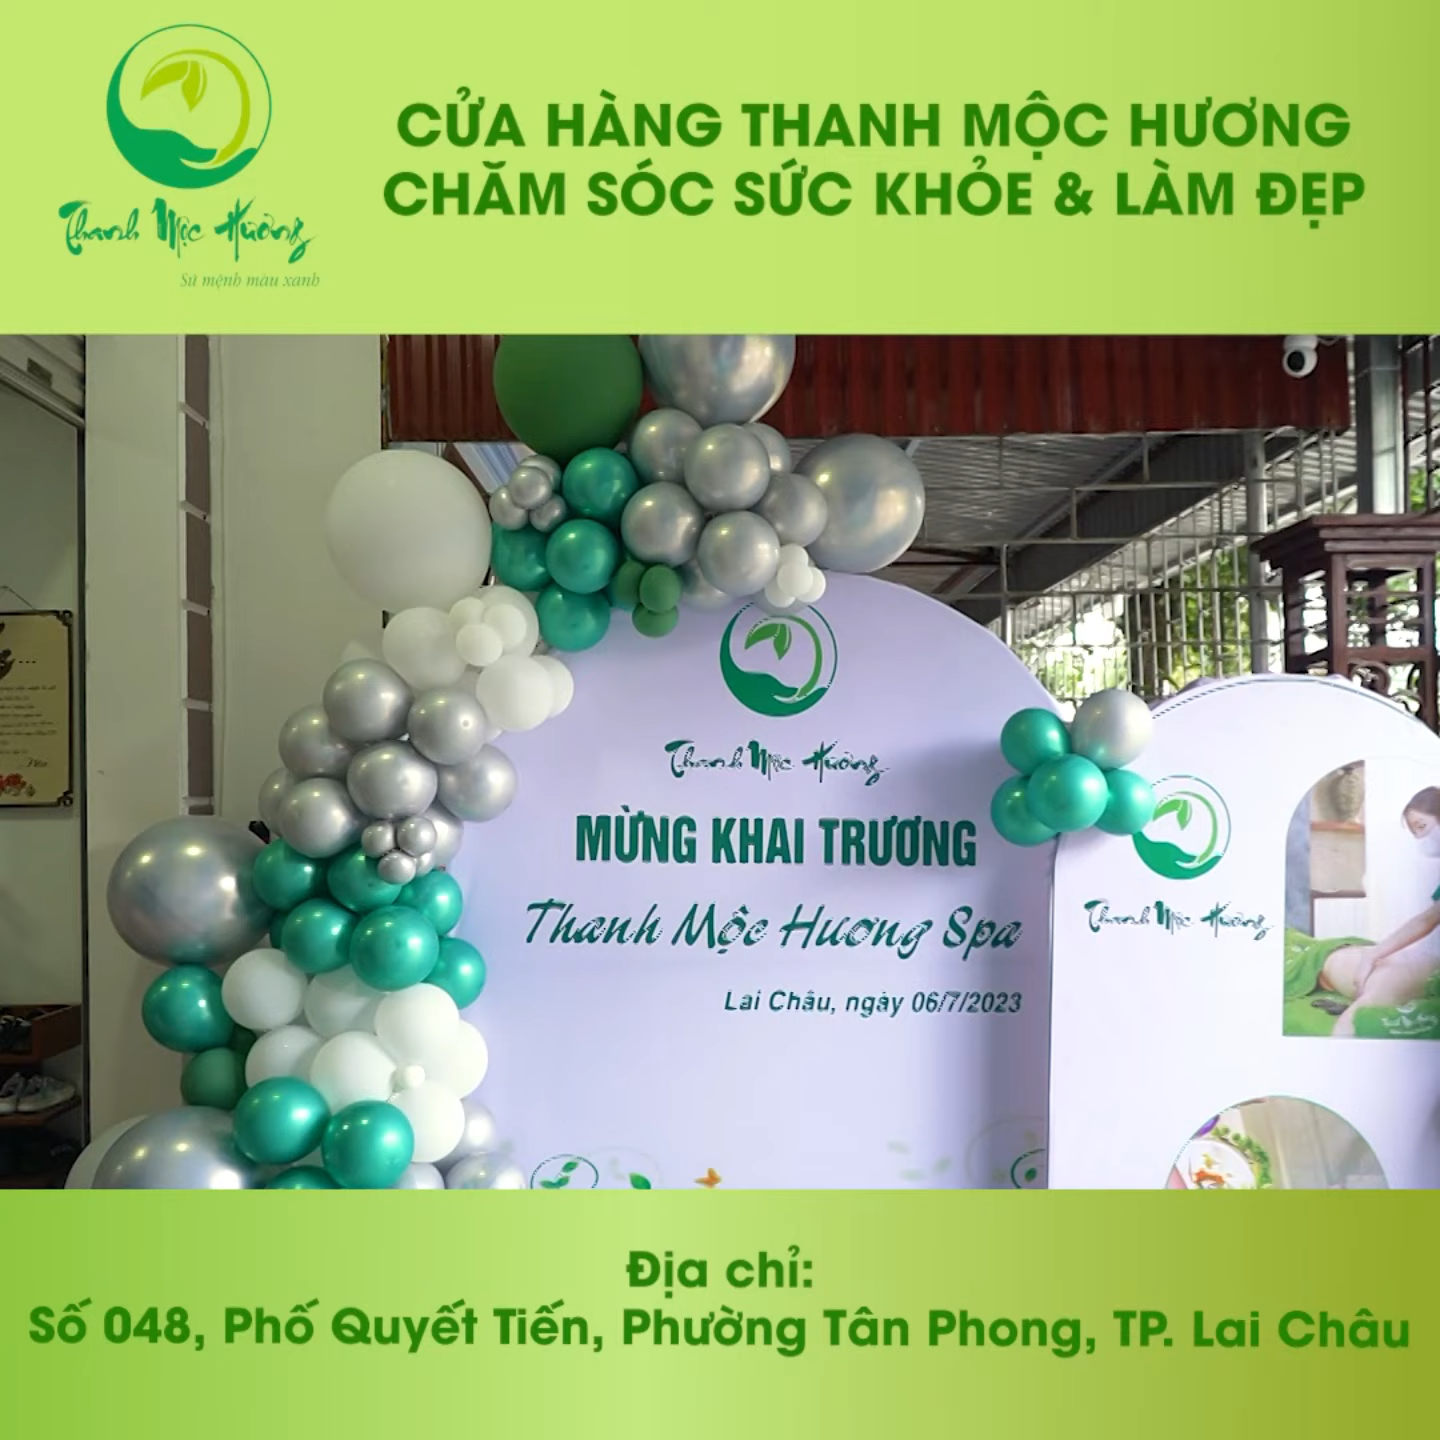 Thanh Mộc Hương
Sứ mệnh màu xanh
CỬA HÀNG THANH MỘC HƯƠNG
CHĂM SÓC SỨC KHỎE & LÀM ĐẸP
Thanh Mộc Hương
MỪNG KHAI TRƯƠNG
Thanh Mộc Hương Spa
Lai Châu, ngày 06/7/2023
Thanh Mộc Hương
Địa chỉ:
Số 048, Phố Quyết Tiến, Phường Tân Phong, TP. Lai Châu